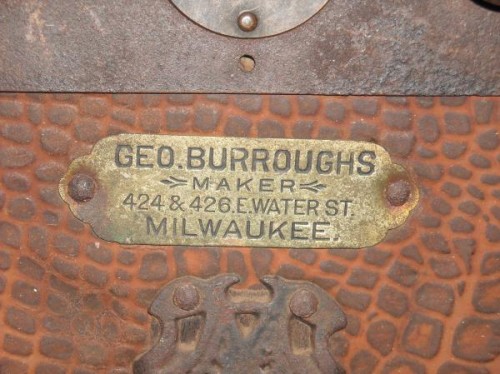 GEO. BURROUGHS
MAKER
424 & 426. E. WATER ST.
MILWAUKEE.